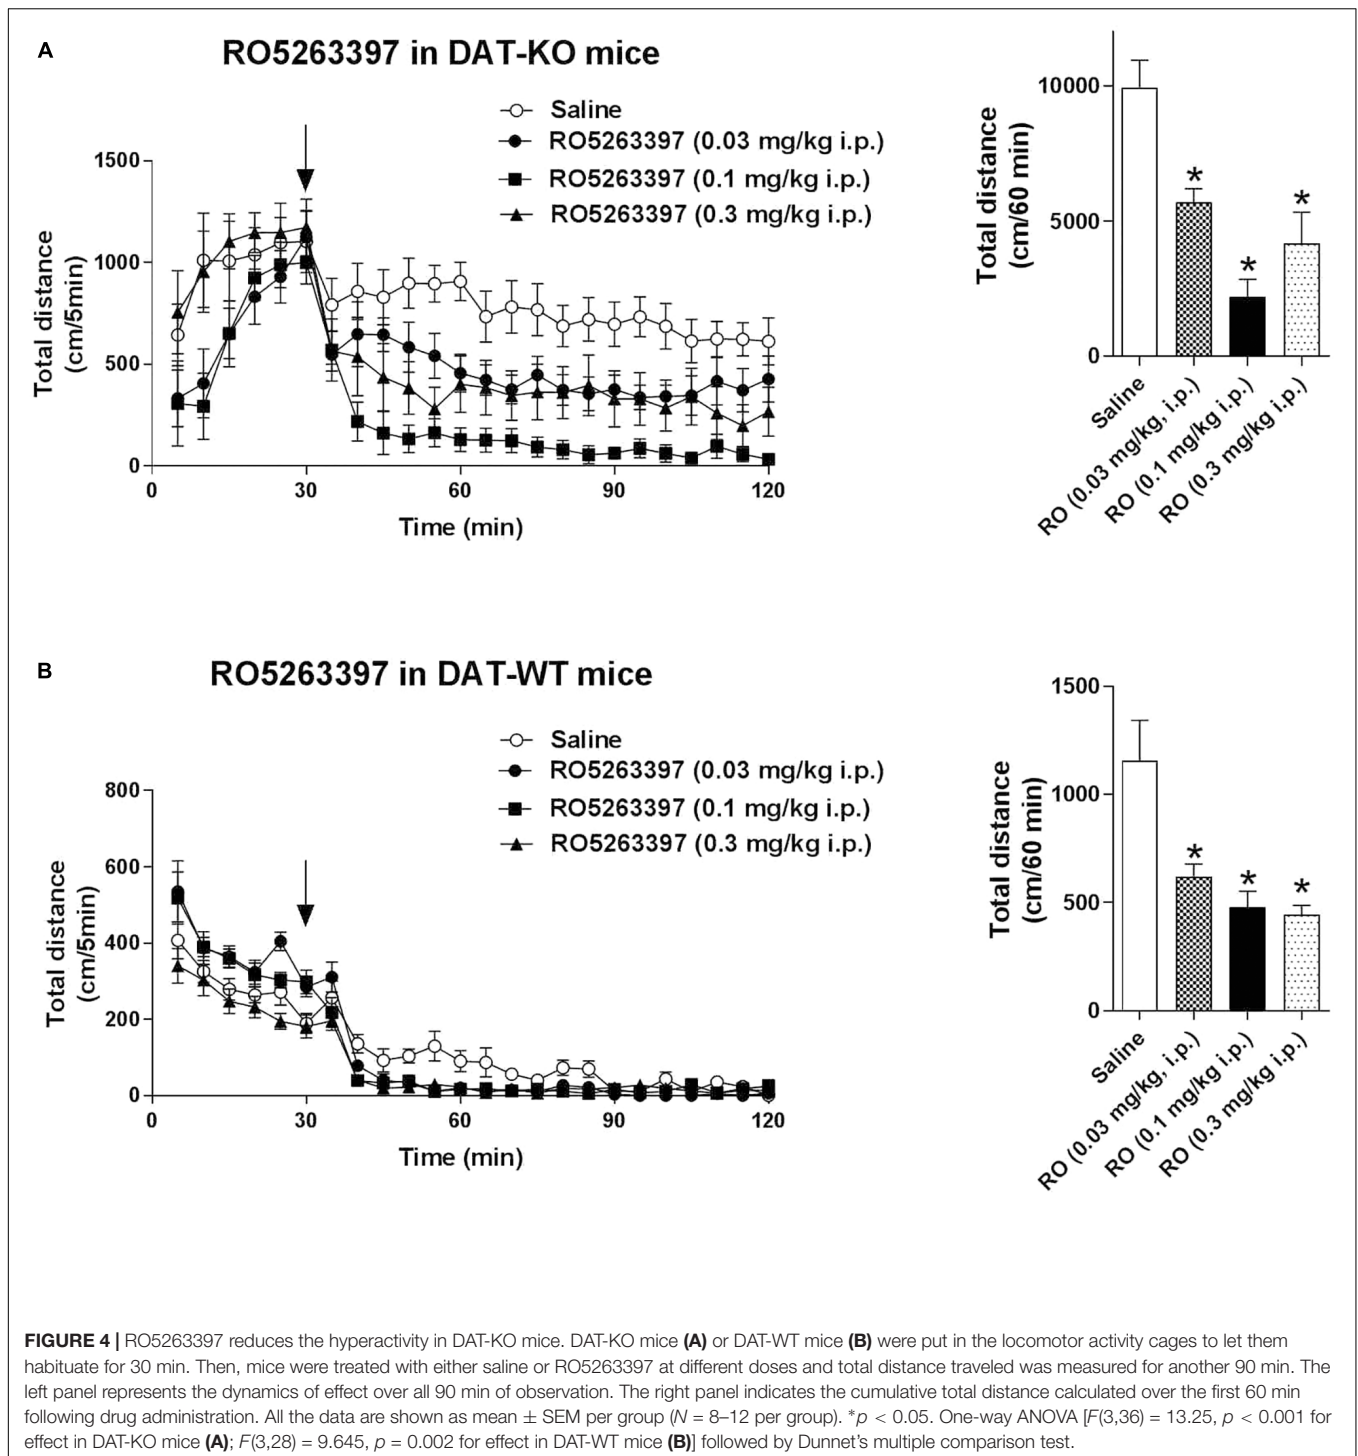 A
RO5263397 in DAT-KO mice
Saline
RO5263397 (0.03 mg/kg i.p.)
RO5263397 (0.1 mg/kg i.p.)
RO5263397 (0.3 mg/kg i.p.)
Total distance
(cm/5min)
1500
1000
500
0
0
30
60
90
120
Time (min)
Total distance
(cm/60 min)
10000
5000
0
*
*
*
Saline
RO (0.03 mg/kg, i.p.)
RO (0.1 mg/kg i.p.)
RO (0.3 mg/kg i.p.)
B
RO5263397 in DAT-WT mice
Saline
RO5263397 (0.03 mg/kg i.p.)
RO5263397 (0.1 mg/kg i.p.)
RO5263397 (0.3 mg/kg i.p.)
Total distance
(cm/5min)
800
600
400
200
0
0
30
60
90
120
Time (min)
Total distance
(cm/60 min)
1500
1000
500
0
*
*
*
Saline
RO (0.03 mg/kg, i.p.)
RO (0.1 mg/kg i.p.)
RO (0.3 mg/kg i.p)
FIGURE 4 | RO5263397 reduces the hyperactivity in DAT-KO mice. DAT-KO mice (A) or DAT-WT mice (B) were put in the locomotor activity cages to let them
habituate for 30 min. Then, mice were treated with either saline or RO5263397 at different doses and total distance traveled was measured for another 90 min. The
left panel represents the dynamics of effect over all 90 min of observation. The right panel indicates the cumulative total distance calculated over the first 60 min
following drug administration. All the data are shown as mean ± SEM per group (N = 8–12 per group). *p < 0.05. One-way ANOVA [F(3,36) = 13.25, p < 0.001 for
effect in DAT-KO mice (A); F(3,28) = 9.645, p = 0.002 for effect in DAT-WT mice (B)] followed by Dunnet's multiple comparison test.